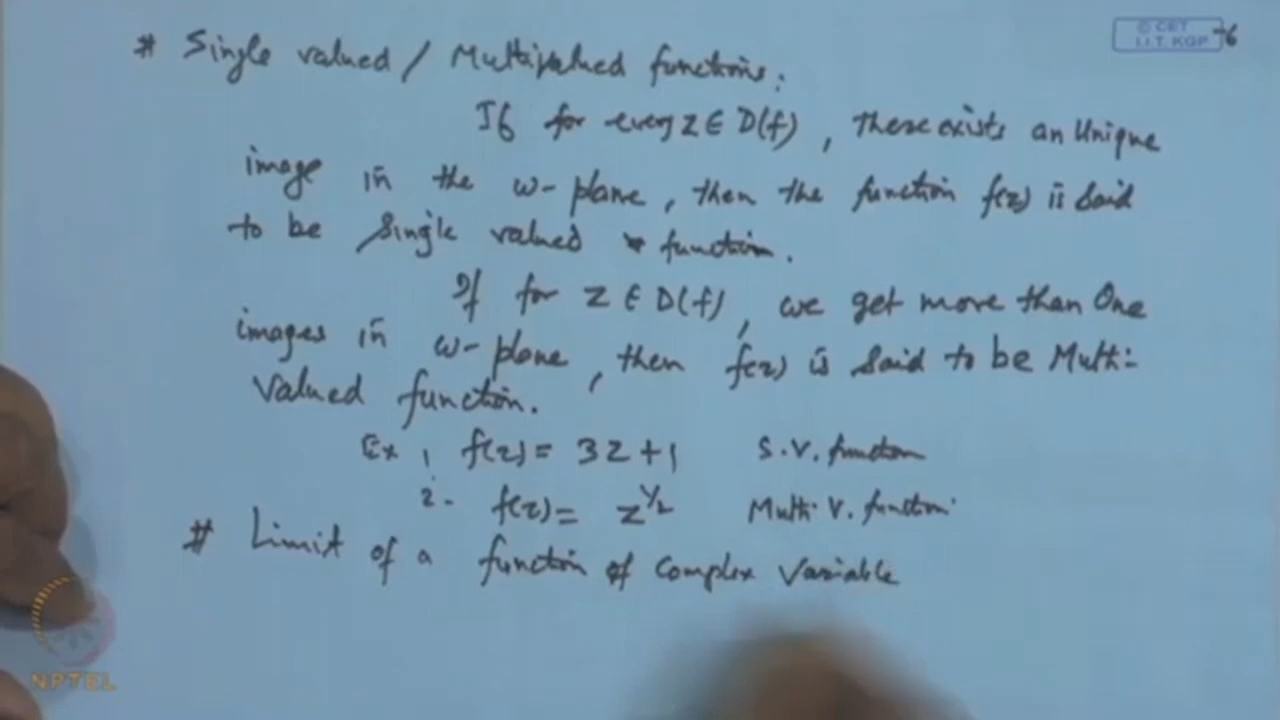 © CET
I.I.T. KGP
76
# Single valued / Multivalued functions:
If for every z ∈ D(f), there exists an Unique
image in the w-plane, then the function f(z) is said
to be single valued function.
If for z ∈ D(f), we get more than One
images in w-plane, then f(z) is said to be Multi-
valued function.
Ex 1 f(z) = 3z+1 S.V. function
2. f(z) = z^1/2 Multi. V. function.
# Limit of a function of Complex Variable
NPTEL